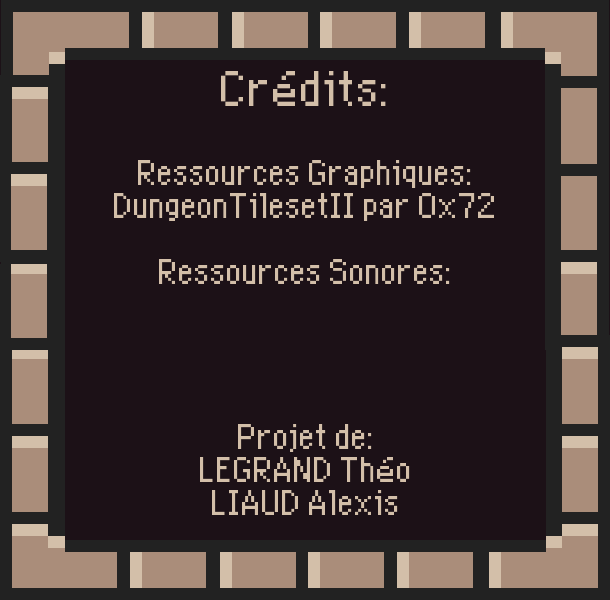 Crédits:
Ressources Graphiques:
DungeonTilesetII par 0x72
Ressources Sonores:
Projet de:
LEGRAND Théo
LIAUD Alexis